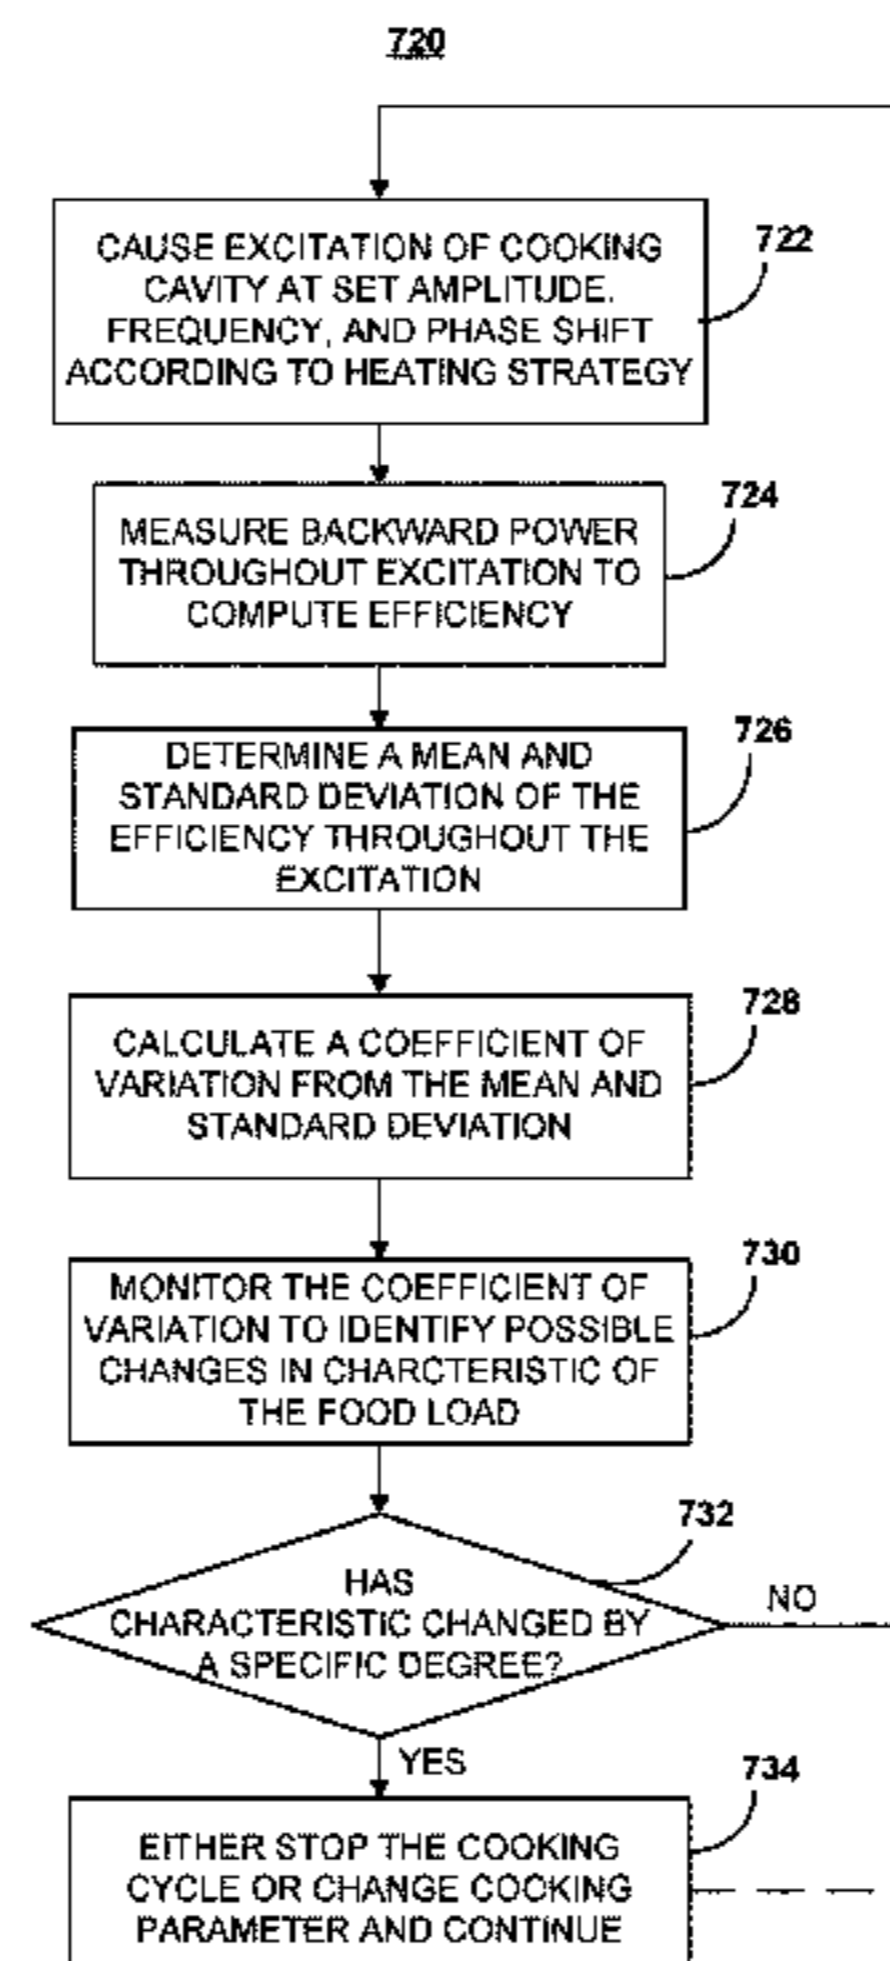 720
CAUSE EXCITATION OF COOKING
CAVITY AT SET AMPLITUDE,
FREQUENCY, AND PHASE SHIFT
ACCORDING TO HEATING STRATEGY
722
MEASURE BACKWARD POWER
THROUGHOUT EXCITATION TO
COMPUTE EFFICIENCY
724
DETERMINE A MEAN AND
STANDARD DEVIATION OF THE
EFFICIENCY THROUGHOUT THE
EXCITATION
726
CALCULATE A COEFFICIENT OF
VARIATION FROM THE MEAN AND
STANDARD DEVIATION
728
MONITOR THE COEFFICIENT OF
VARIATION TO IDENTIFY POSSIBLE
CHANGES IN CHARCTERISTIC OF
THE FOOD LOAD
730
HAS
CHARACTERISTIC CHANGED BY
A SPECIFIC DEGREE?
732
NO
YES
EITHER STOP THE COOKING
CYCLE OR CHANGE COOKING
PARAMETER AND CONTINUE
734